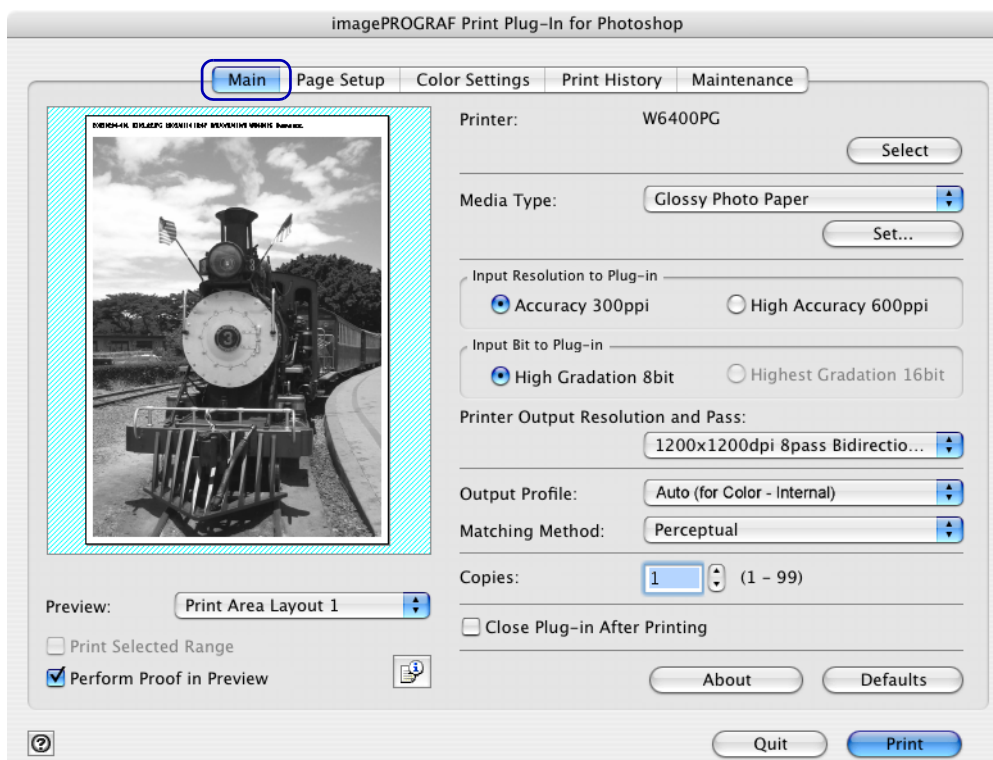 imagePROGRAF Print Plug-In for Photoshop
Main Page Setup Color Settings Print History Maintenance
Printer: W6400PG
Select
Media Type: Glossy Photo Paper
Set...
Input Resolution to Plug-in
Accuracy 300ppi High Accuracy 600ppi
Input Bit to Plug-in
High Gradation 8bit Highest Gradation 16bit
Printer Output Resolution and Pass:
1200x1200dpi 8pass Bidirectio...
Output Profile: Auto (for Color - Internal)
Matching Method: Perceptual
Copies: 1 (1 - 99)
Close Plug-in After Printing
About Defaults
3
Preview: Print Area Layout 1
Print Selected Range
Perform Proof in Preview
? Quit Print